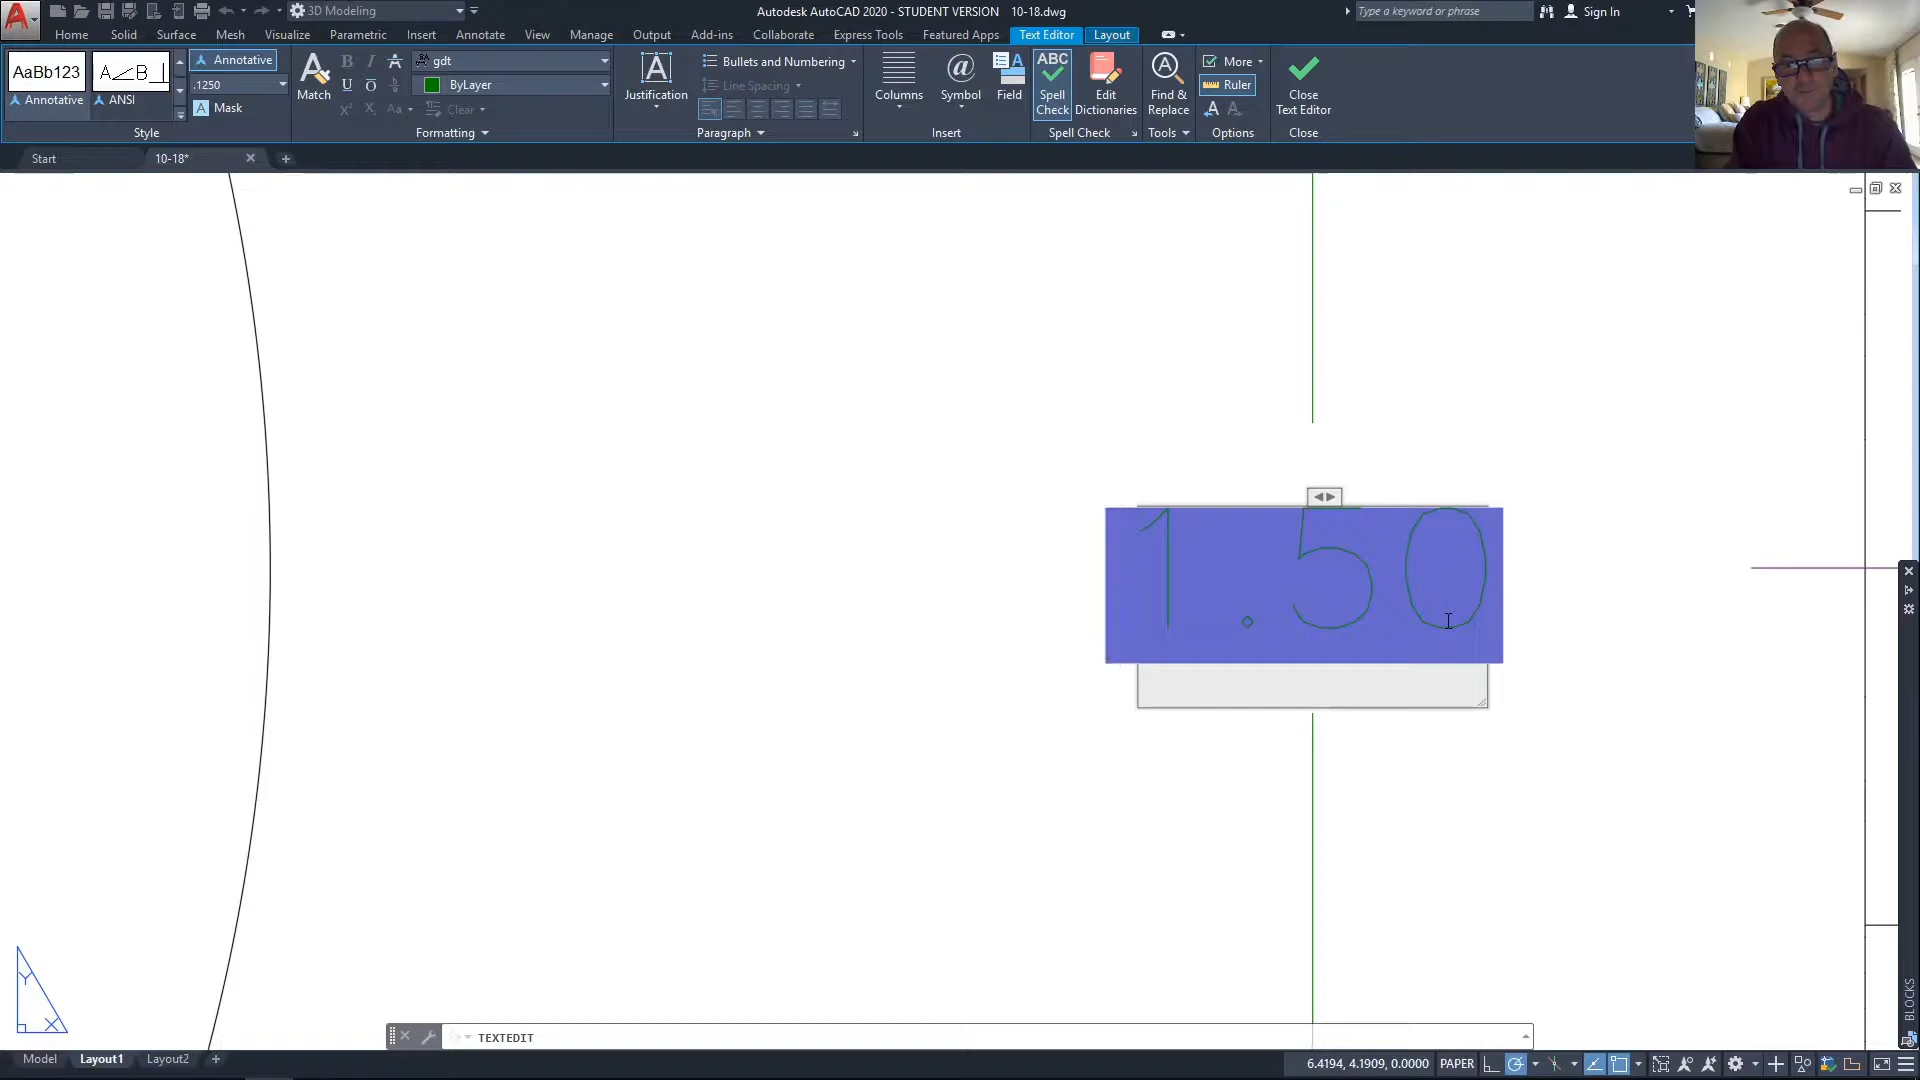 3D Modeling
Autodesk AutoCAD 2020 - STUDENT VERSION 10-18.dwg
Type a keyword or phrase
Sign In
Home Solid Surface Mesh Visualize Parametric Insert Annotate View Manage Output Add-ins Collaborate Express Tools Featured Apps Text Editor Layout
AaBb123
Annotative
ANSI
Annotative
.1250
Mask
Style
Match
gdt
ByLayer
Clear
Formatting
Justification
Bullets and Numbering
Line Spacing
Paragraph
Columns
Symbol
Field
Insert
ABC
Spell Check
Edit Dictionaries
Spell Check
Find & Replace
Tools
More
Ruler
Options
Close Text Editor
Close
Start
10-18*
1.50
Y
X
BLOCKS
TEXTEDIT
Model Layout1 Layout2
6.4194, 4.1909, 0.0000 PAPER